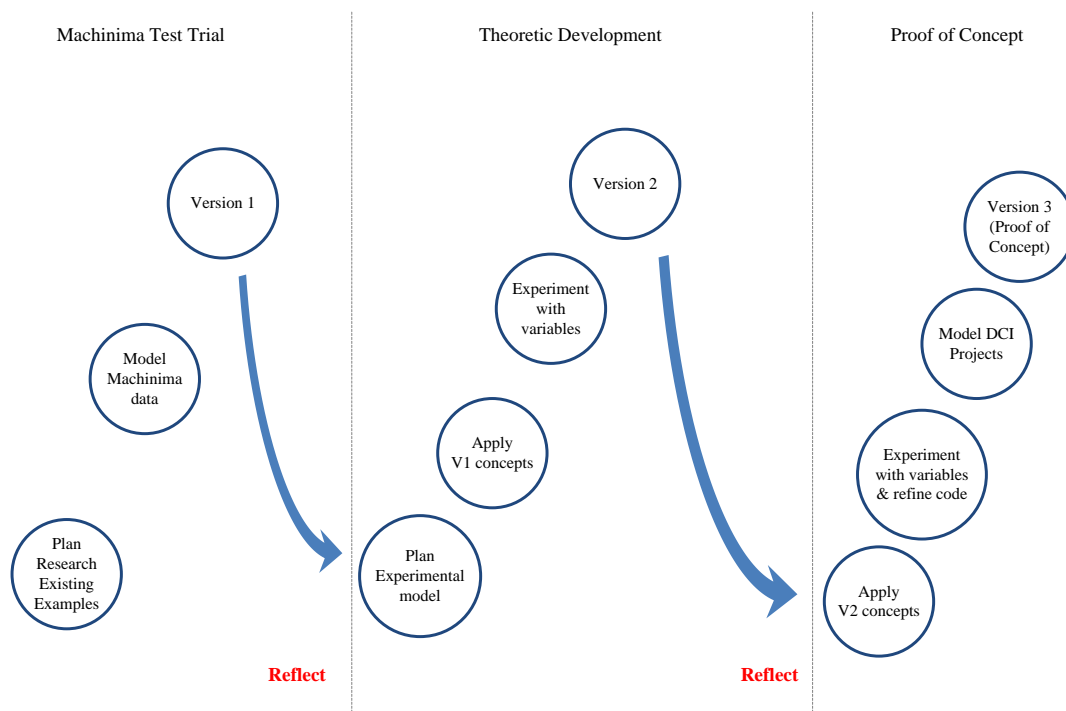 Machinima Test Trial
Theoretic Development
Proof of Concept
Version 1
Model
Machinima
data
Plan
Research
Existing
Examples
Reflect
Version 2
Experiment
with
variables
Apply
V1 concepts
Plan
Experimental
model
Reflect
Version 3
(Proof of
Concept)
Model DCI
Projects
Experiment
with variables
& refine code
Apply
V2 concepts